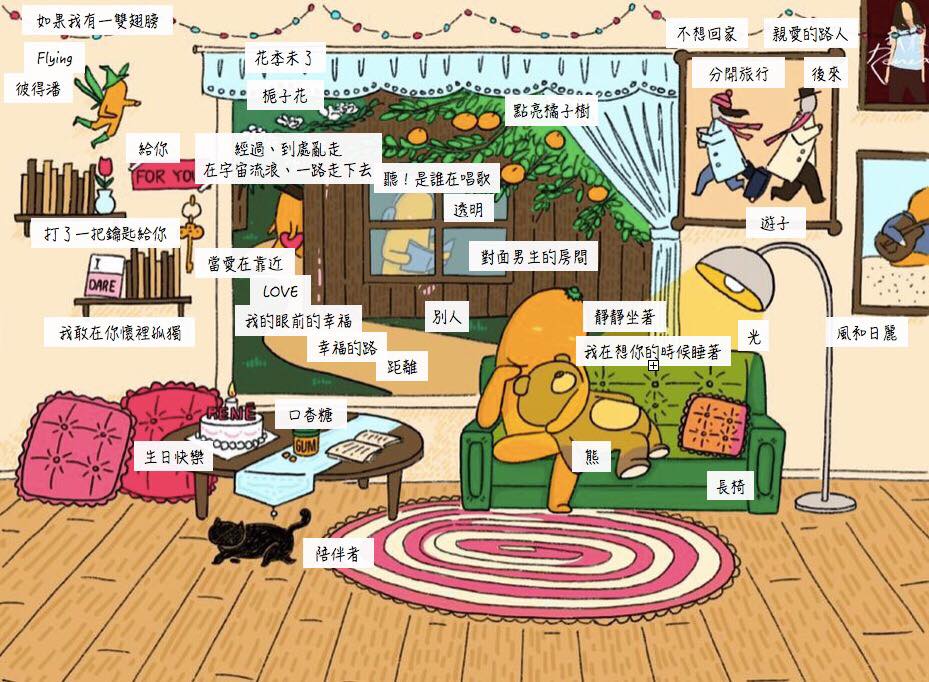 如果我有一雙翅膀
Flying
彼得潘
花季未了
梔子花
不想回家
親愛的路人
分開旅行
後來
René
點亮橘子樹
給你
FOR YOU
經過、到處亂走
在宇宙流浪、一路走下去
聽！是誰在唱歌
透明
遊子
打了一把鑰匙給你
對面男生的房間
當愛在靠近
I
DARE
LOVE
我敢在你懷裡孤獨
我的眼前的幸福
別人
靜靜坐著
光
風和日麗
幸福的路
我在想你的時候睡著
距離
RENÉ
口香糖
GUM
生日快樂
熊
長椅
陪伴者